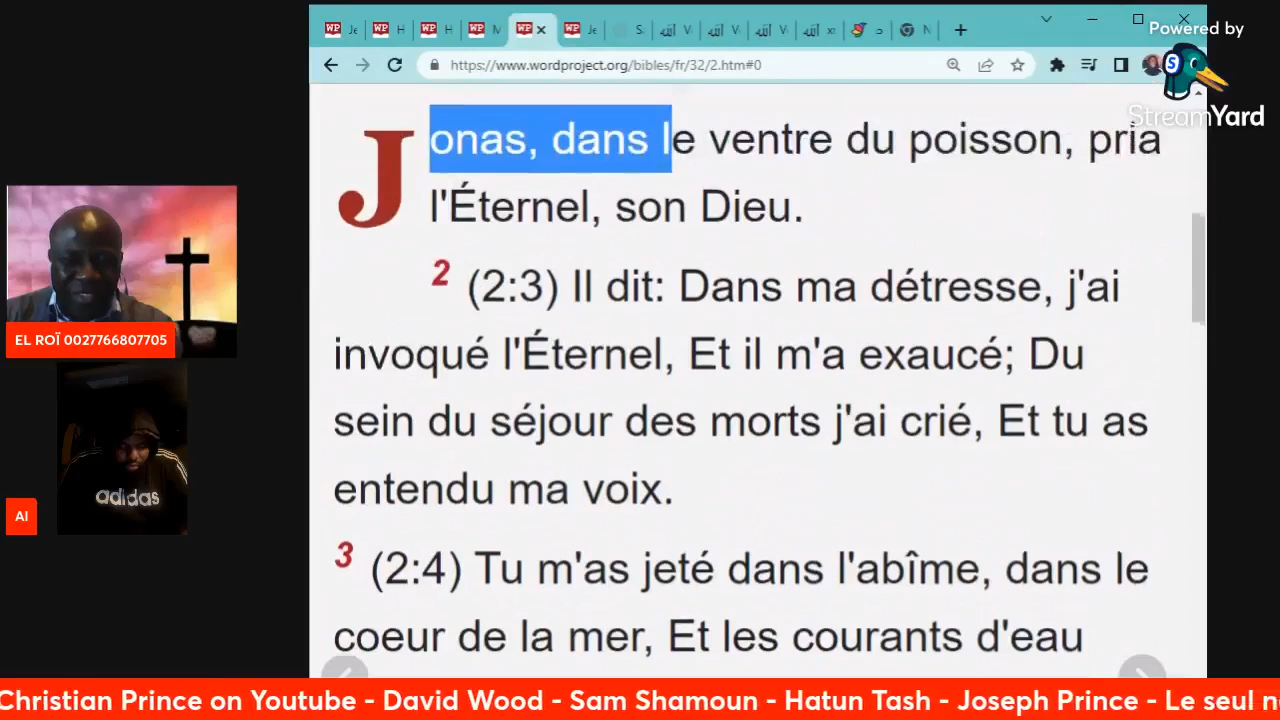 Powered by
StreamYard
https://www.wordproject.org/bibles/fr/32/2.htm#0
Jonas, dans le ventre du poisson, pria
l'Éternel, son Dieu.
2 (2:3) Il dit: Dans ma détresse, j'ai
invoqué l'Éternel, Et il m'a exaucé; Du
sein du séjour des morts j'ai crié, Et tu as
entendu ma voix.
3 (2:4) Tu m'as jeté dans l'abîme, dans le
coeur de la mer, Et les courants d'eau
EL ROÏ 0027766807705
adidas
AI
Christian Prince on Youtube - David Wood - Sam Shamoun - Hatun Tash - Joseph Prince - Le seul n